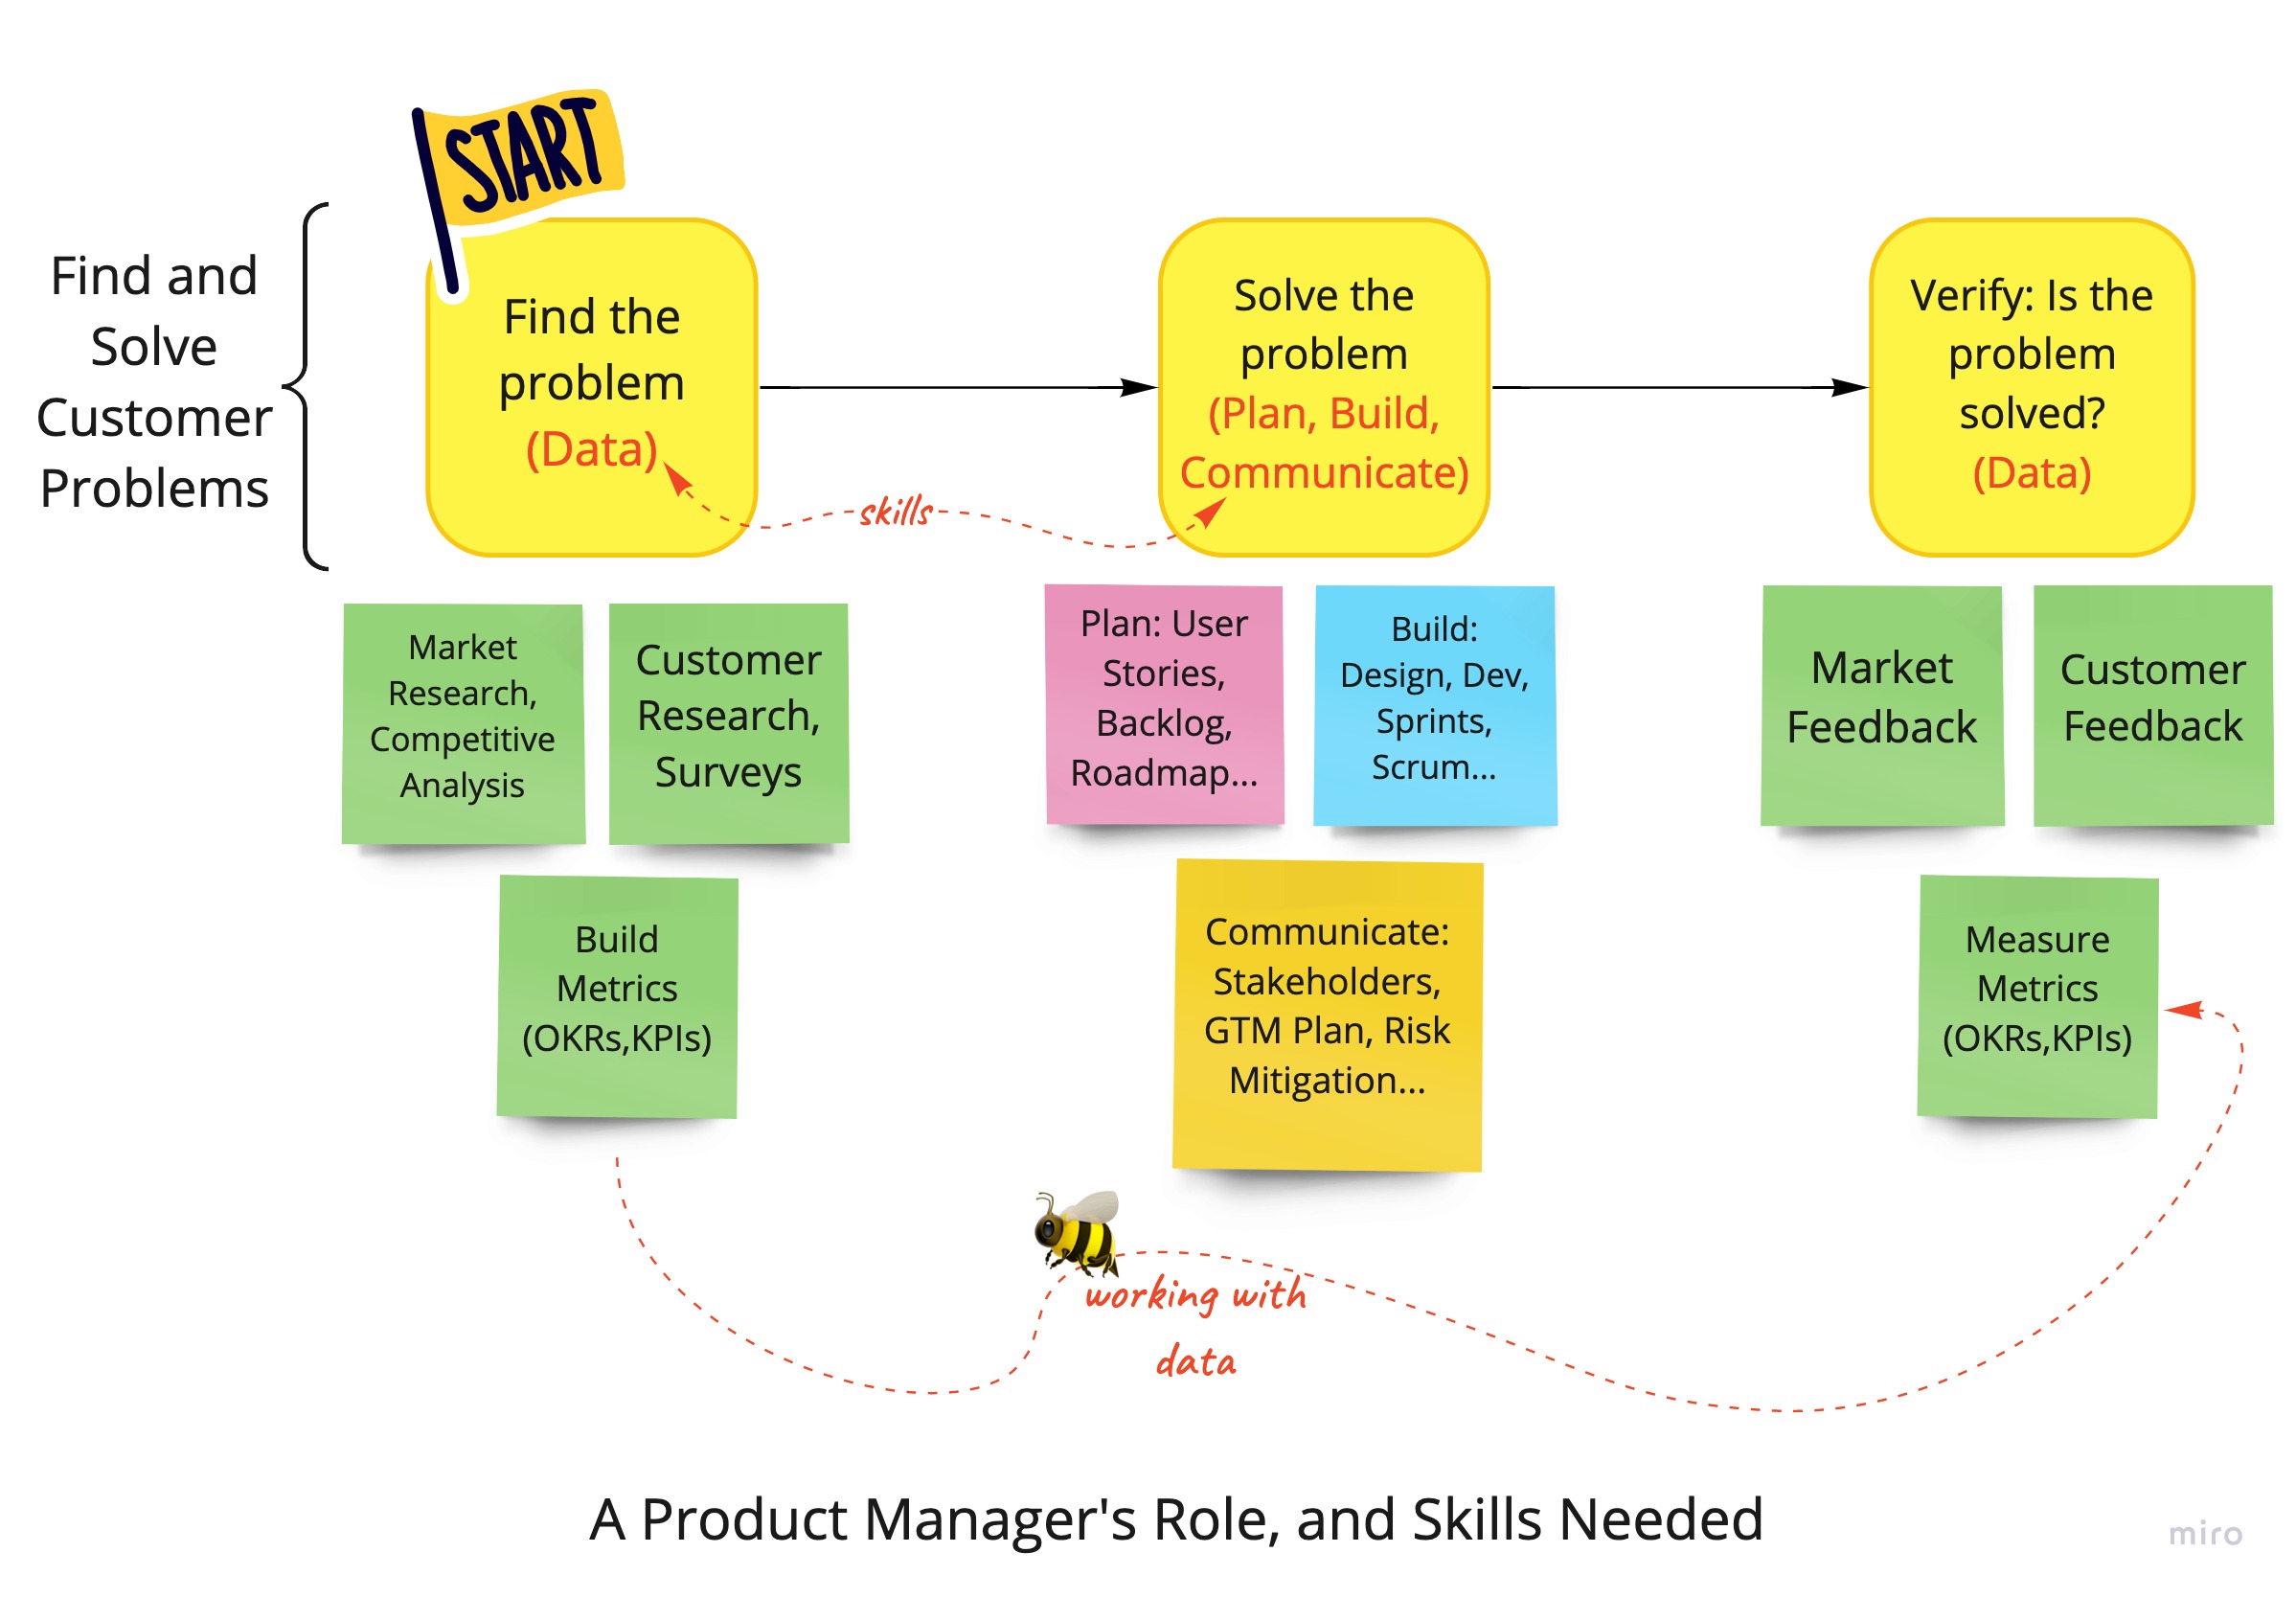 START
Find and
Solve
Customer
Problems
Find the
problem
(Data)
skills
Solve the
problem
(Plan, Build,
Communicate)
Verify: Is the
problem
solved?
(Data)
Market
Research,
Competitive
Analysis
Customer
Research,
Surveys
Build
Metrics
(OKRs,KPIs)
Plan: User
Stories,
Backlog,
Roadmap...
Build:
Design, Dev,
Sprints,
Scrum...
Communicate:
Stakeholders,
GTM Plan, Risk
Mitigation...
Market
Feedback
Customer
Feedback
Measure
Metrics
(OKRs,KPIs)
working with
data
A Product Manager's Role, and Skills Needed
miro